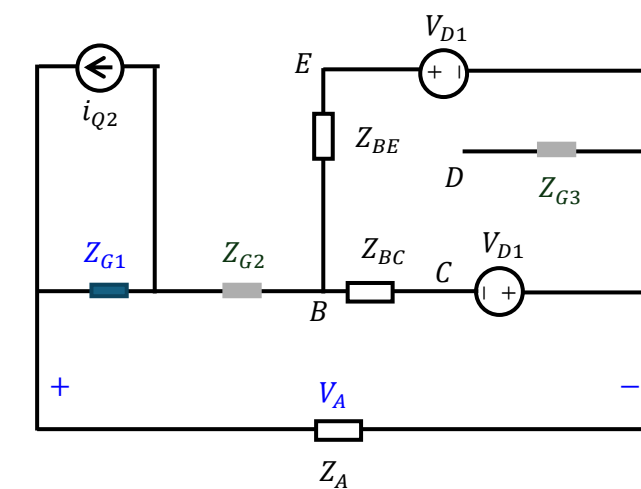 V_{D1}
E
+ −
i_{Q2}
Z_{BE}
D
Z_{G3}
Z_{G1}
Z_{G2}
Z_{BC}
C
V_{D1}
− +
B
+
V_A
−
Z_A